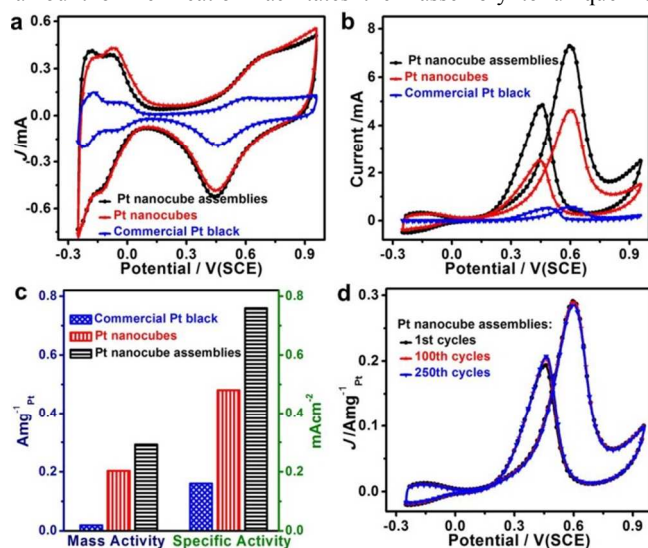 facilitates the assembly to
a
J/mA
0.6
0.3
0.0
-0.3
-0.6
Pt nanocube assemblies
Pt nanocubes
Commercial Pt black
-0.3 0.0 0.3 0.6 0.9
Potential / V(SCE)
b
Current /mA
8
6
4
2
0
Pt nanocube assemblies
Pt nanocubes
Commercial Pt black
-0.3 0.0 0.3 0.6 0.9
Potential / V(SCE)
c
Amg⁻¹Pt
0.8
0.6
0.4
0.2
0.0
Commercial Pt black
Pt nanocubes
Pt nanocube assemblies
0.8
0.6
0.4
0.2
0.0
mAcm⁻²
Mass Activity Specific Activity
d
J /Amg⁻¹Pt
0.3
0.2
0.1
0.0
Pt nanocube assemblies:
1st cycles
100th cycles
250th cycles
-0.3 0.0 0.3 0.6 0.9
Potential / V(SCE)